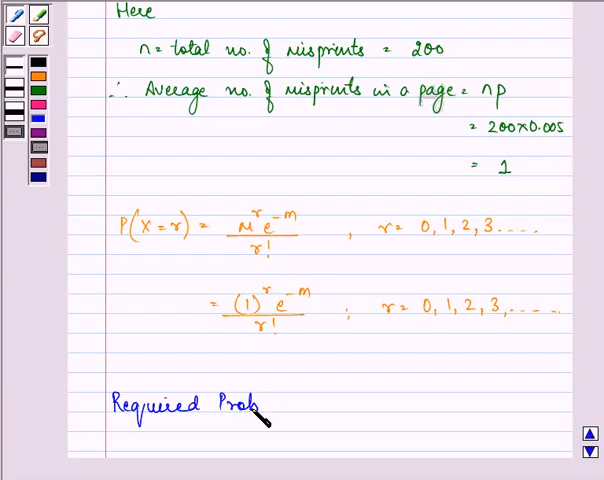 Here
n = total no. of misprints = 200
∴ Average no. of misprints in a page = np
= 200×0.005
= 1
P(X=r) = m^r e^-m / r! , r = 0, 1, 2, 3 ....
= (1)^r e^-m / r! ; r = 0, 1, 2, 3, .....
Required Prob